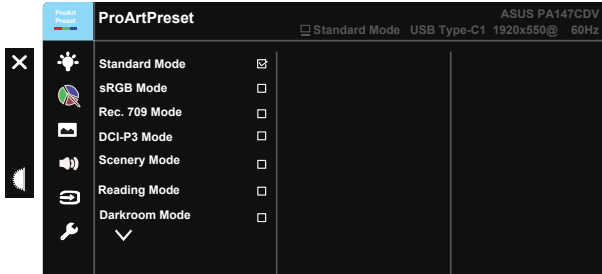 ProArt
Preset
ProArtPreset
ASUS PA147CDV
Standard Mode USB Type-C1 1920x550@ 60Hz
Standard Mode
sRGB Mode
Rec. 709 Mode
DCI-P3 Mode
Scenery Mode
Reading Mode
Darkroom Mode